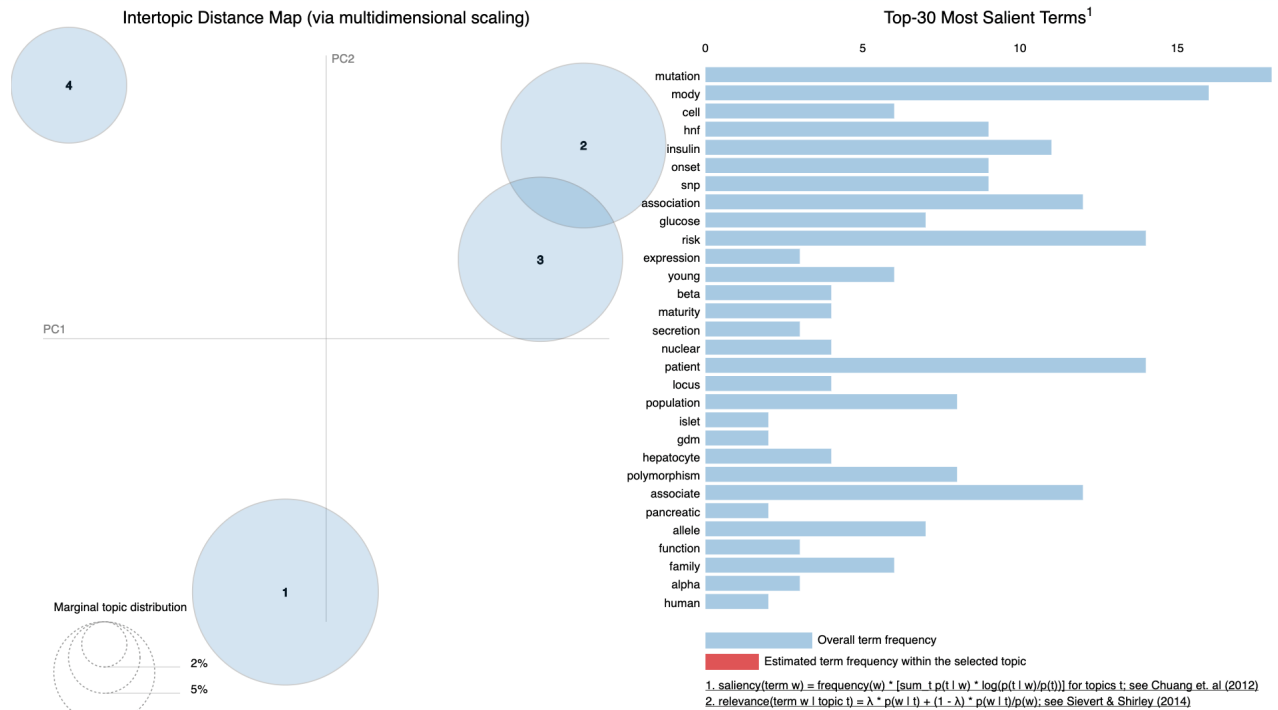 Intertopic Distance Map (via multidimensional scaling)
PC2
PC1
4
2
3
1
Marginal topic distribution
2%
5%
Top-30 Most Salient Terms1
0 5 10 15
mutation
mody
cell
hnf
insulin
onset
snp
association
glucose
risk
expression
young
beta
maturity
secretion
nuclear
patient
locus
population
islet
gdm
hepatocyte
polymorphism
associate
pancreatic
allele
function
family
alpha
human
Overall term frequency
Estimated term frequency within the selected topic
1. saliency(term w) = frequency(w) * [sum_t p(t | w) * log(p(t | w)/p(t))] for topics t; see Chuang et. al (2012)
2. relevance(term w | topic t) = λ * p(w | t) + (1 - λ) * p(w | t)/p(w); see Sievert & Shirley (2014)